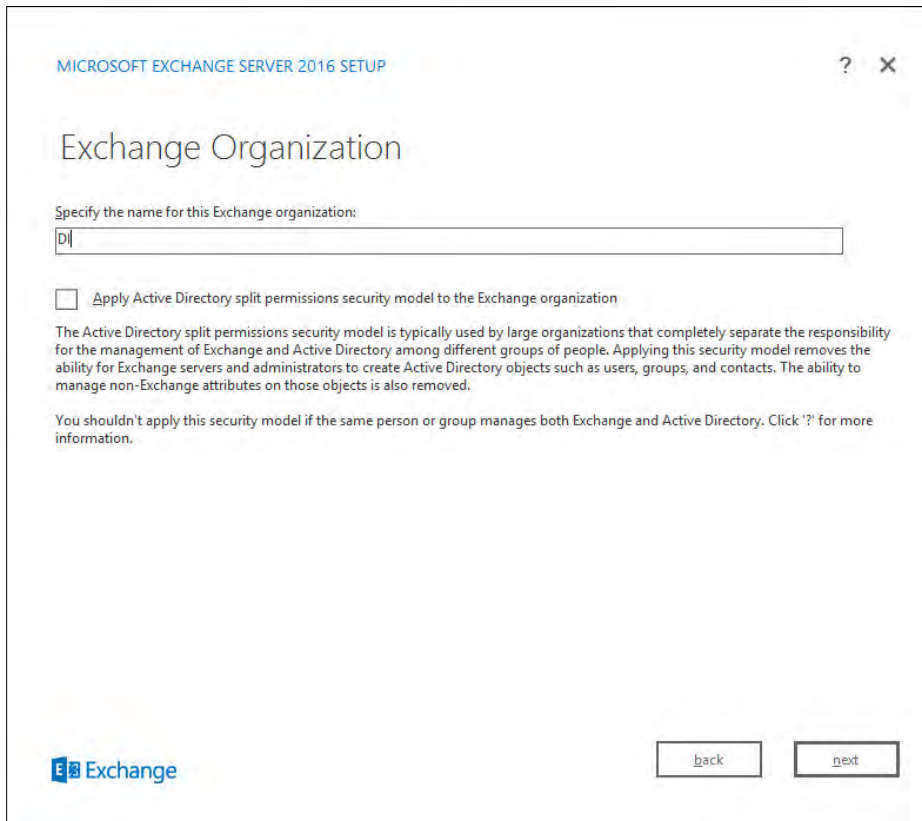 MICROSOFT EXCHANGE SERVER 2016 SETUP
? ✕
Exchange Organization
Specify the name for this Exchange organization:
DI
Apply Active Directory split permissions security model to the Exchange organization
The Active Directory split permissions security model is typically used by large organizations that completely separate the responsibility
for the management of Exchange and Active Directory among different groups of people. Applying this security model removes the
ability for Exchange servers and administrators to create Active Directory objects such as users, groups, and contacts. The ability to
manage non-Exchange attributes on those objects is also removed.
You shouldn't apply this security model if the same person or group manages both Exchange and Active Directory. Click '?' for more
information.
E Exchange
back
next